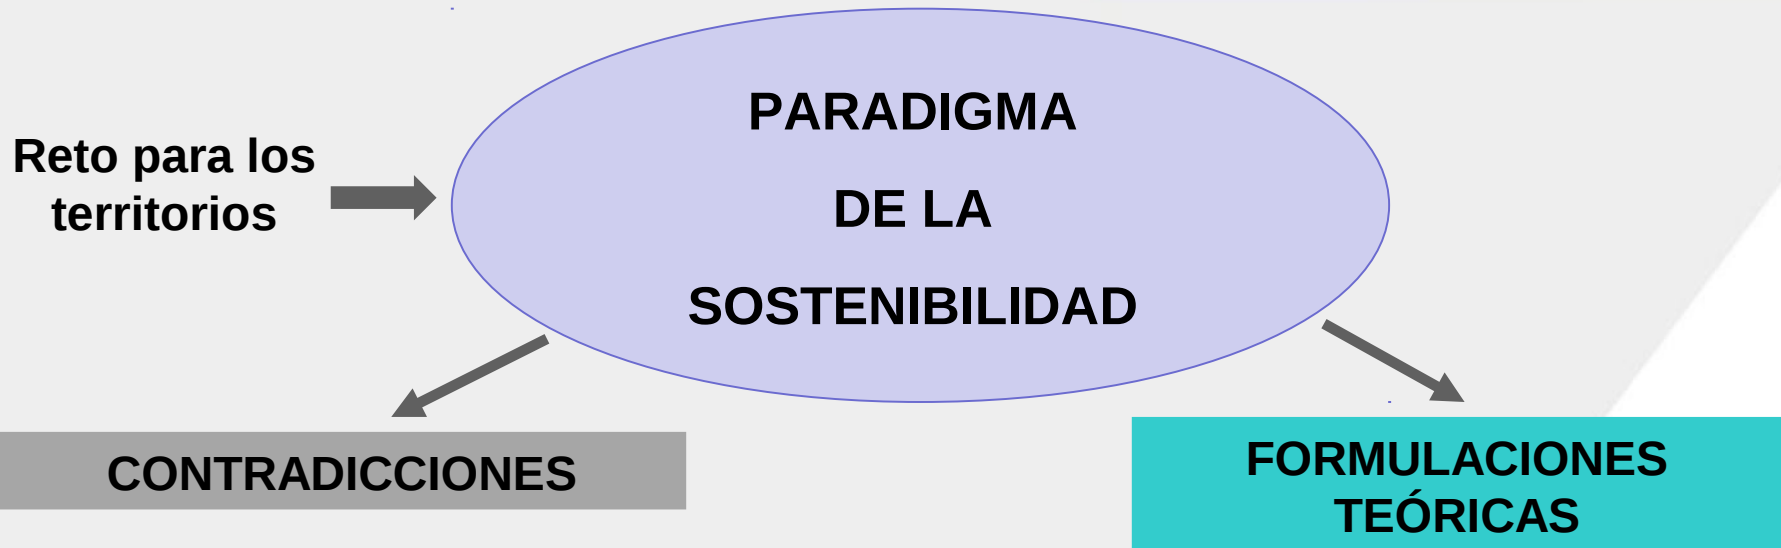 PARADIGMA
DE LA
SOSTENIBILIDAD
Reto para los
territorios
CONTRADICCIONES
FORMULACIONES
TEÓRICAS